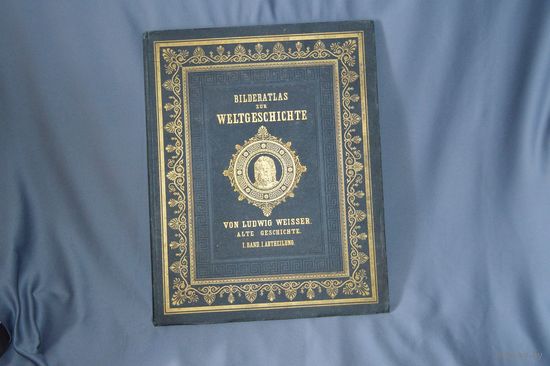 BILDERATLAS
ZUR
WELTGESCHICHTE
VON LUDWIG WEISSER.
ALTE GESCHICHTE.
I. BAND I ABTHEILUNG.